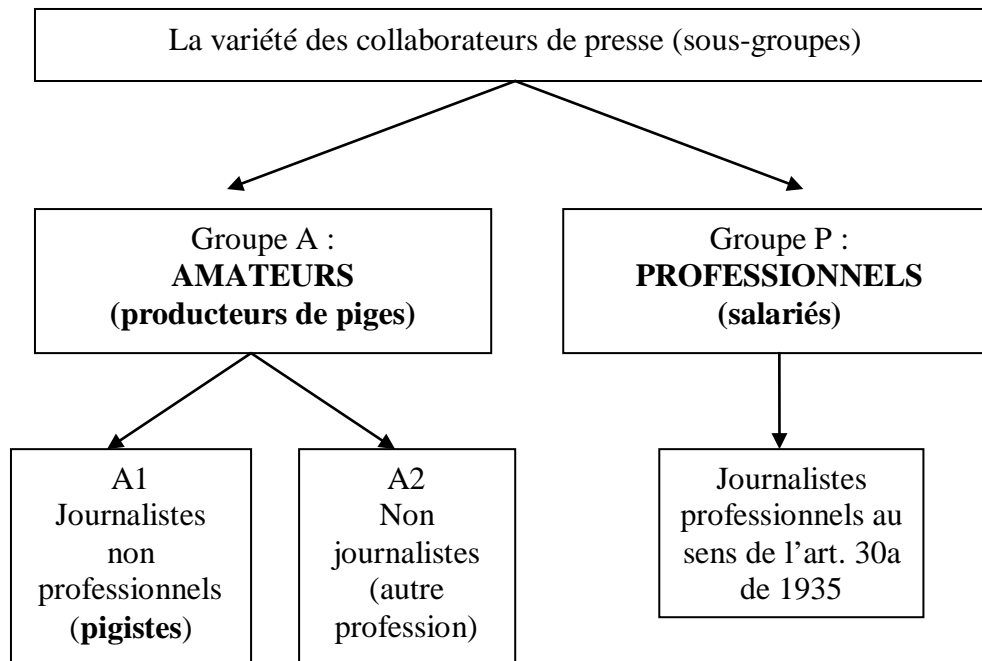 La variété des collaborateurs de presse (sous-groupes)
Groupe A :
AMATEURS
(producteurs de piges)
Groupe P :
PROFESSIONNELS
(salariés)
A1
Journalistes
non
professionnels
(pigistes)
A2
Non
journalistes
(autre
profession)
Journalistes
professionnels au
sens de l’art. 30a
de 1935